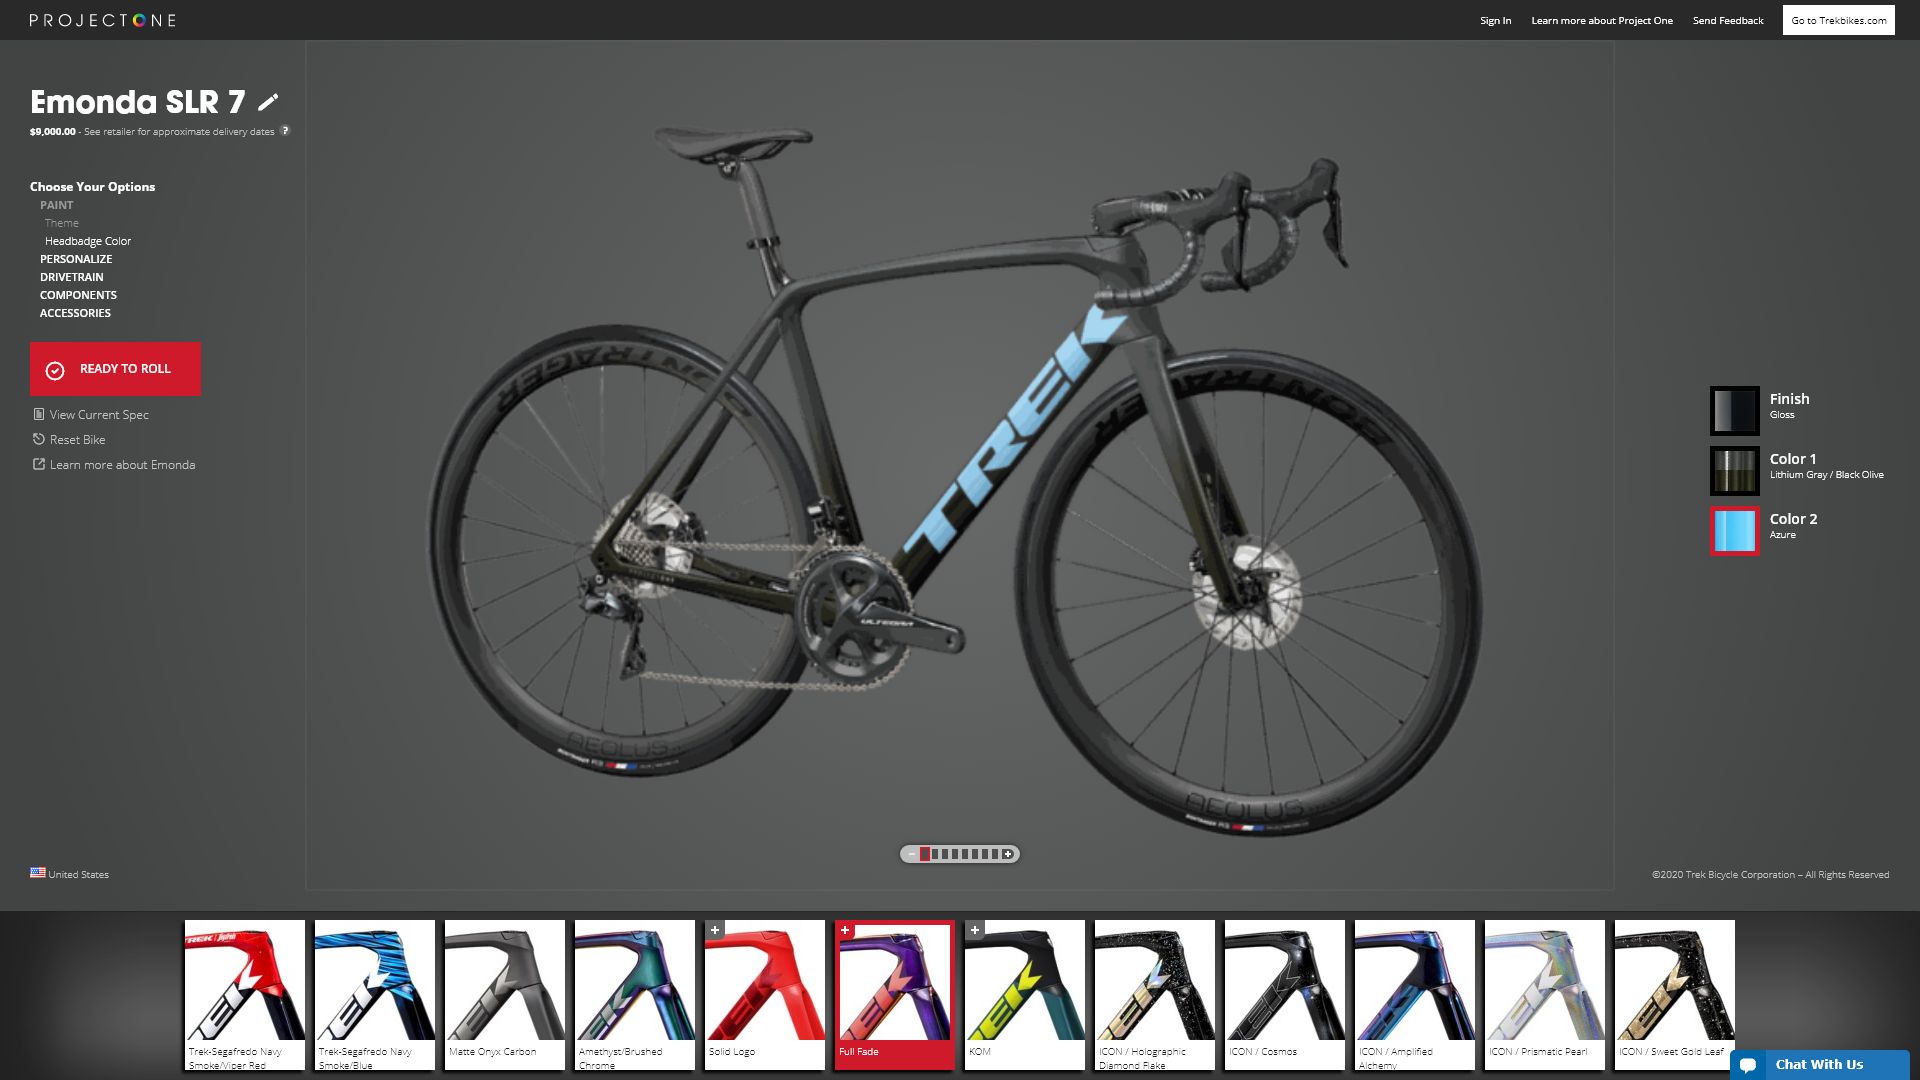 PROJECT ONE
Sign In
Learn more about Project One
Send Feedback
Go to Trekbikes.com
Emonda SLR 7
$9,000.00 - See retailer for approximate delivery dates ?
Choose Your Options
PAINT
Theme
Headbadge Color
PERSONALIZE
DRIVETRAIN
COMPONENTS
ACCESSORIES
READY TO ROLL
View Current Spec
Reset Bike
Learn more about Emonda
BONTRAGER
TREK
BONTRAGER
ULTEGRA
AEOLUS
AEOLUS
Finish
Gloss
Color 1
Lithium Gray / Black Olive
Color 2
Azure
United States
©2020 Trek Bicycle Corporation – All Rights Reserved
Trek-Segafredo Navy
Smoke/Viper Red
Trek-Segafredo Navy
Smoke/Blue
Matte Onyx Carbon
Amethyst/Brushed
Chrome
Solid Logo
Full Fade
KOM
ICON / Holographic
Diamond Flake
ICON / Cosmos
ICON / Amplified
Alchemy
ICON / Prismatic Pearl
ICON / Sweet Gold Leaf
Chat With Us